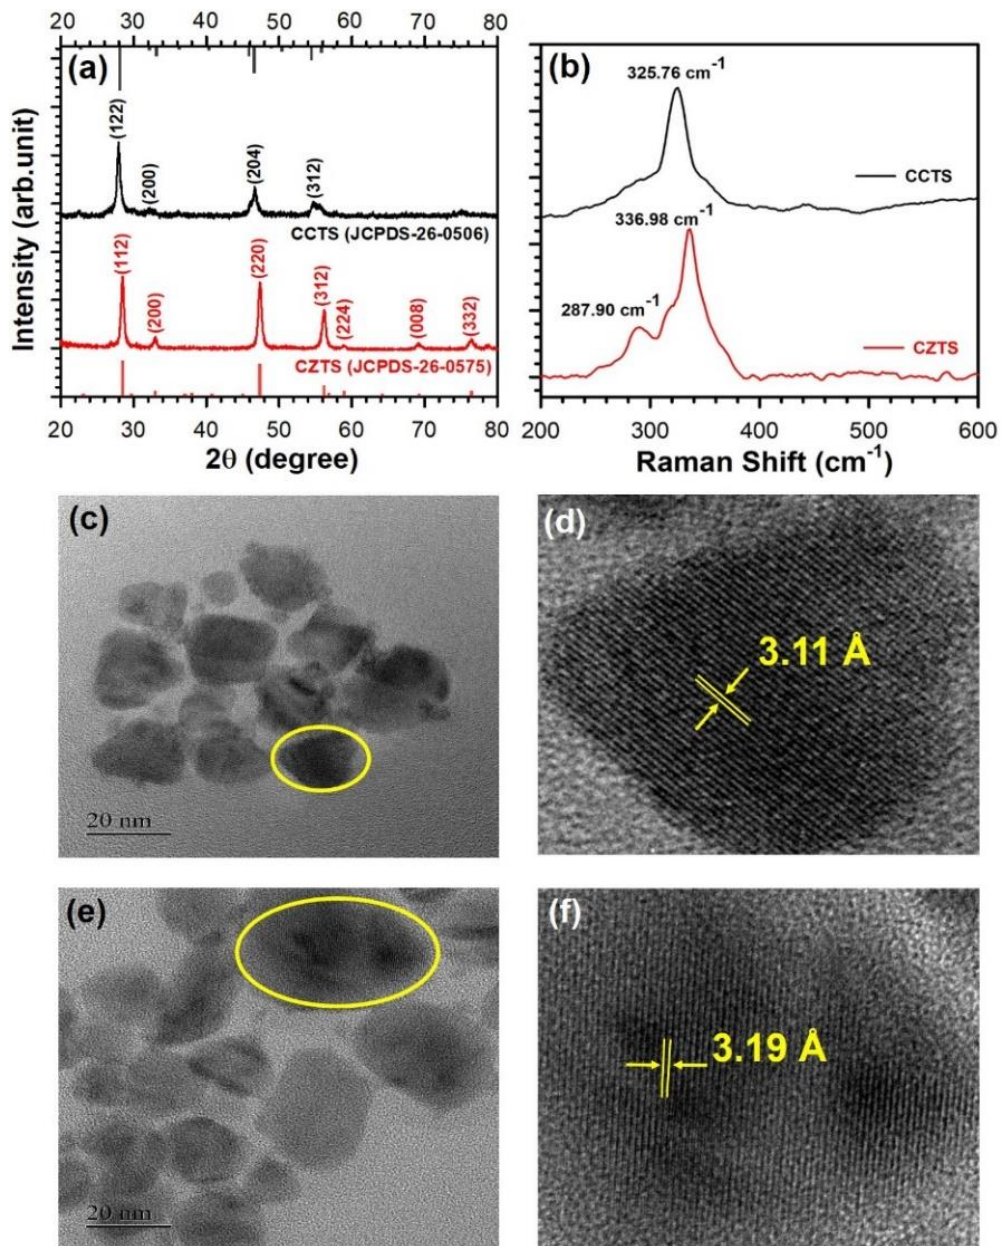 20 30 40 50 60 70 80
(a)
Intensity (arb.unit)
(122)
(200)
(204)
(312)
CCTS (JCPDS-26-0506)
(112)
(200)
(220)
(312)
(224)
(008)
(332)
CZTS (JCPDS-26-0575)
20 30 40 50 60 70 80
2θ (degree)
(b)
325.76 cm-1
CCTS
336.98 cm-1
287.90 cm-1
CZTS
200 300 400 500 600
Raman Shift (cm-1)
(c)
20 nm
(d)
3.11 Å
(e)
20 nm
(f)
3.19 Å